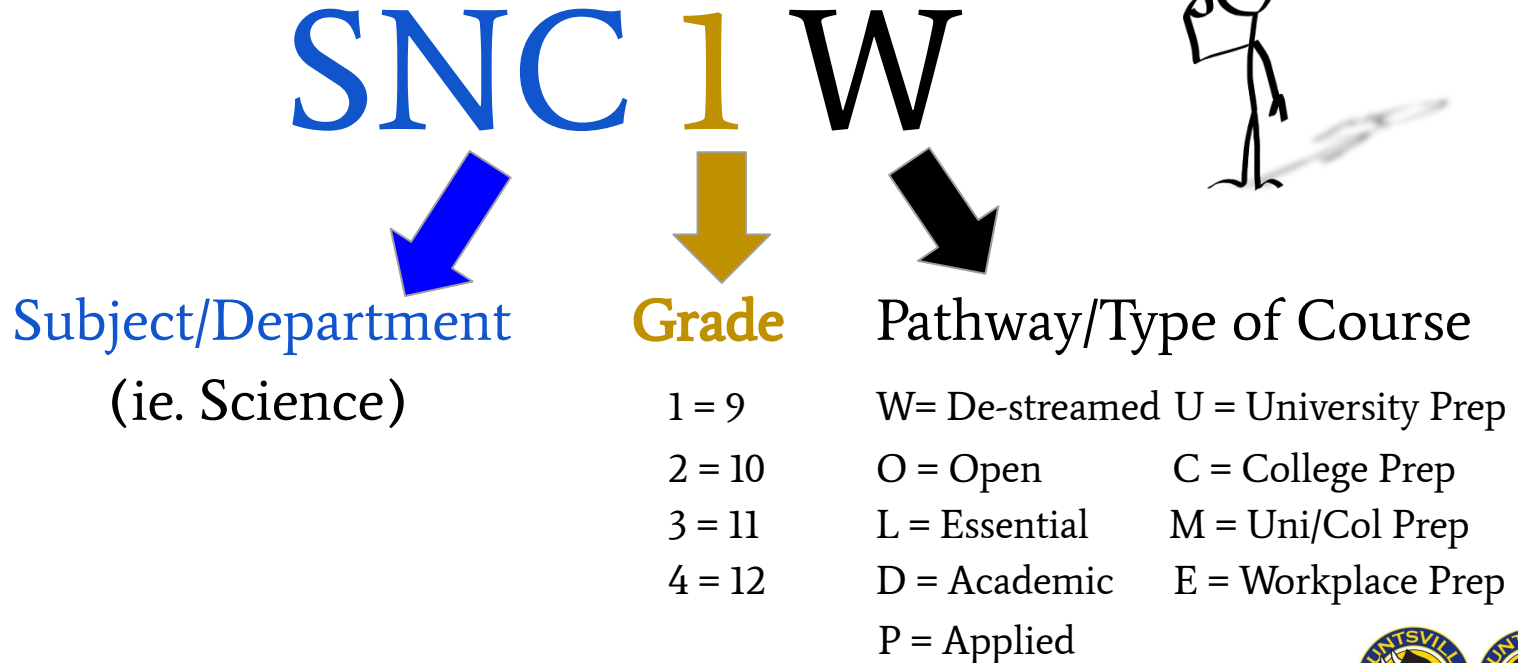 SNC 1 W
Subject/Department
(ie. Science)
Grade
1 = 9
2 = 10
3 = 11
4 = 12
Pathway/Type of Course
W= De-streamed U = University Prep
O = Open C = College Prep
L = Essential M = Uni/Col Prep
D = Academic E = Workplace Prep
P = Applied